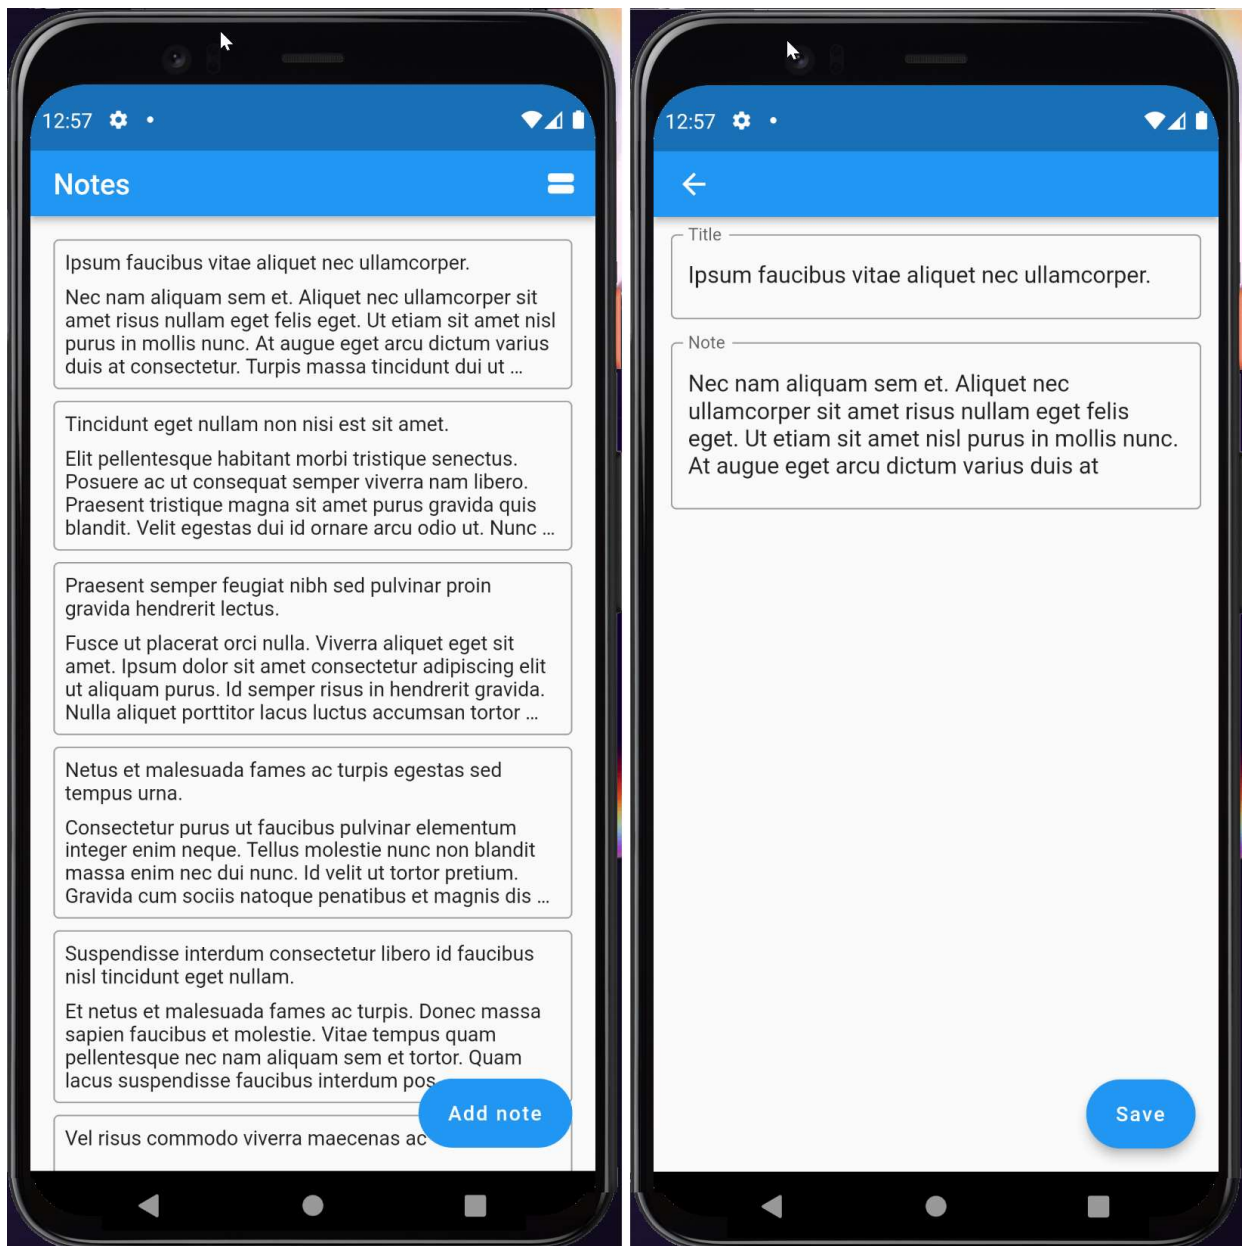 12:57
Notes
Ipsum faucibus vitae aliquet nec ullamcorper.
Nec nam aliquam sem et. Aliquet nec ullamcorper sit
amet risus nullam eget felis eget. Ut etiam sit amet nisl
purus in mollis nunc. At augue eget arcu dictum varius
duis at consectetur. Turpis massa tincidunt dui ut ...
Tincidunt eget nullam non nisi est sit amet.
Elit pellentesque habitant morbi tristique senectus.
Posuere ac ut consequat semper viverra nam libero.
Praesent tristique magna sit amet purus gravida quis
blandit. Velit egestas dui id ornare arcu odio ut. Nunc ...
Praesent semper feugiat nibh sed pulvinar proin
gravida hendrerit lectus.
Fusce ut placerat orci nulla. Viverra aliquet eget sit
amet. Ipsum dolor sit amet consectetur adipiscing elit
ut aliquam purus. Id semper risus in hendrerit gravida.
Nulla aliquet porttitor lacus luctus accumsan tortor ...
Netus et malesuada fames ac turpis egestas sed
tempus urna.
Consectetur purus ut faucibus pulvinar elementum
integer enim neque. Tellus molestie nunc non blandit
massa enim nec dui nunc. Id velit ut tortor pretium.
Gravida cum sociis natoque penatibus et magnis dis ...
Suspendisse interdum consectetur libero id faucibus
nisl tincidunt eget nullam.
Et netus et malesuada fames ac turpis. Donec massa
sapien faucibus et molestie. Vitae tempus quam
pellentesque nec nam aliquam sem et tortor. Quam
lacus suspendisse faucibus interdum pos
Add note
Vel risus commodo viverra maecenas ac
12:57
Title
Ipsum faucibus vitae aliquet nec ullamcorper.
Note
Nec nam aliquam sem et. Aliquet nec
ullamcorper sit amet risus nullam eget felis
eget. Ut etiam sit amet nisl purus in mollis nunc.
At augue eget arcu dictum varius duis at
Save